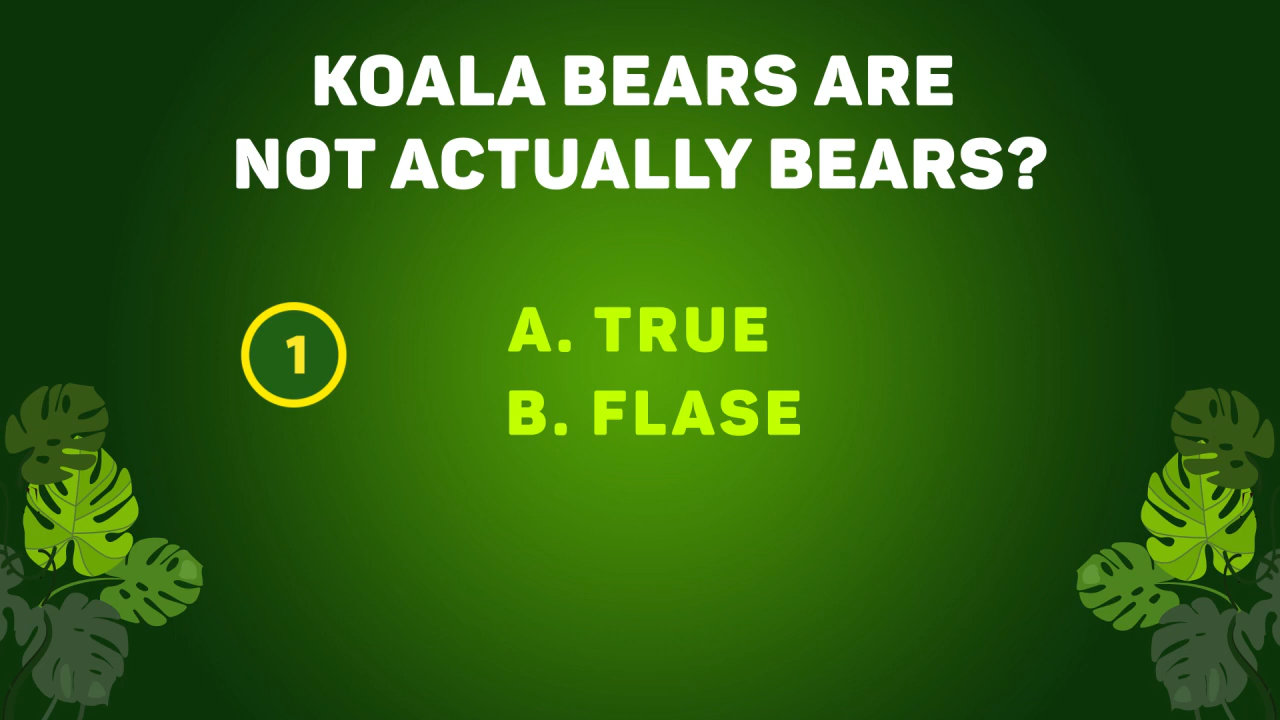 KOALA BEARS ARE
NOT ACTUALLY BEARS?
1
A. TRUE
B. FLASE